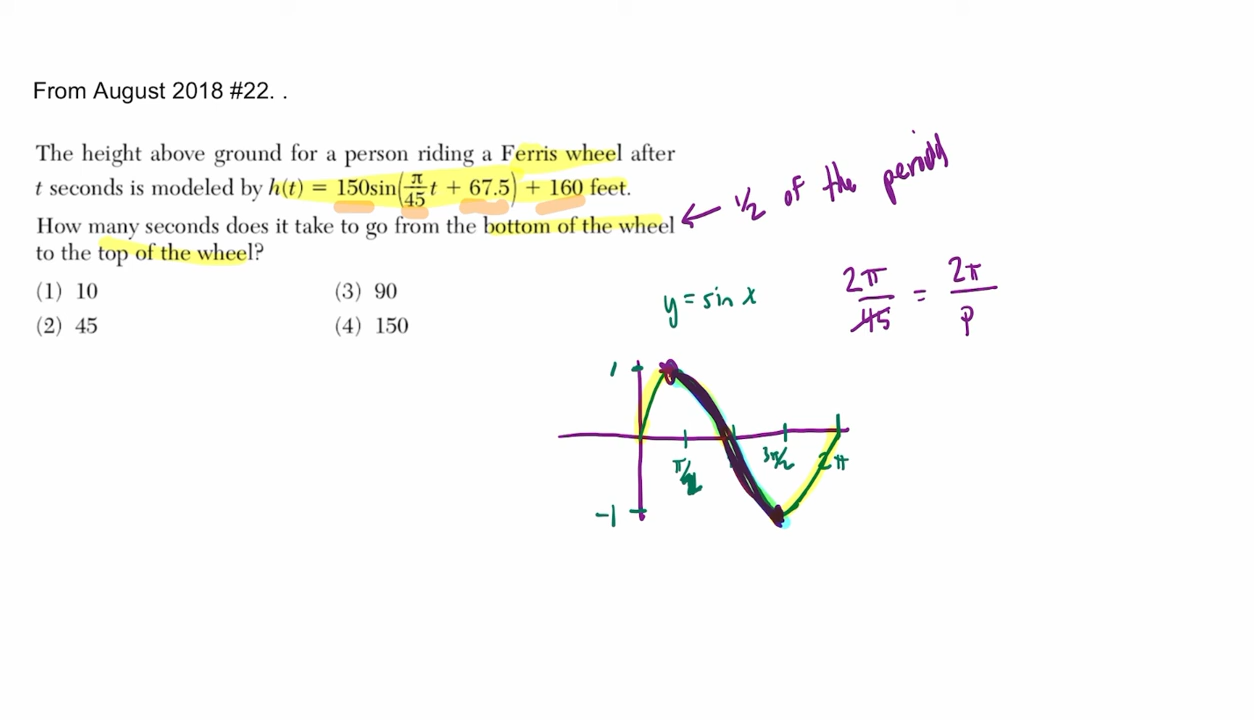 From August 2018 #22. .
The height above ground for a person riding a Ferris wheel after
t seconds is modeled by h(t) = 150sin(π/45 t + 67.5) + 160 feet.
How many seconds does it take to go from the bottom of the wheel
to the top of the wheel?
(1) 10
(3) 90
(2) 45
(4) 150
← 1/2 of the period
2π/45 = 2π/P
y = sin x
1
π/2
3π/2
2π
-1